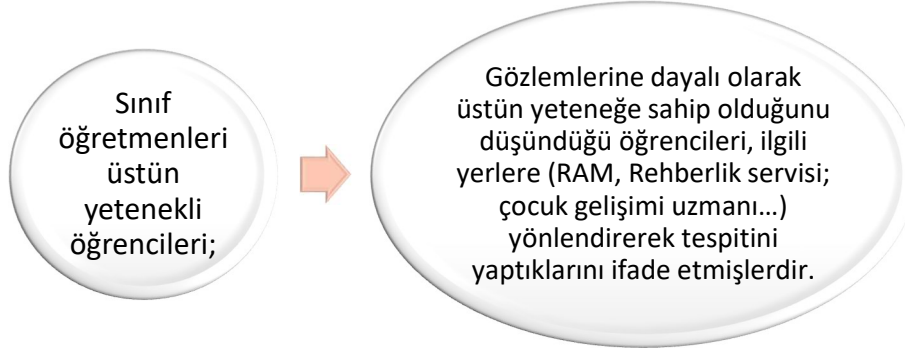 Sınıf
öğretmenleri
üstün
yetenekli
öğrencileri;
Gözlemlerine dayalı olarak
üstün yeteneğe sahip olduğunu
düşündüğü öğrencileri, ilgili
yerlere (RAM, Rehberlik servisi;
çocuk gelişimi uzmanı…)
yönlendirerek tespitini
yaptıklarını ifade etmişlerdir.